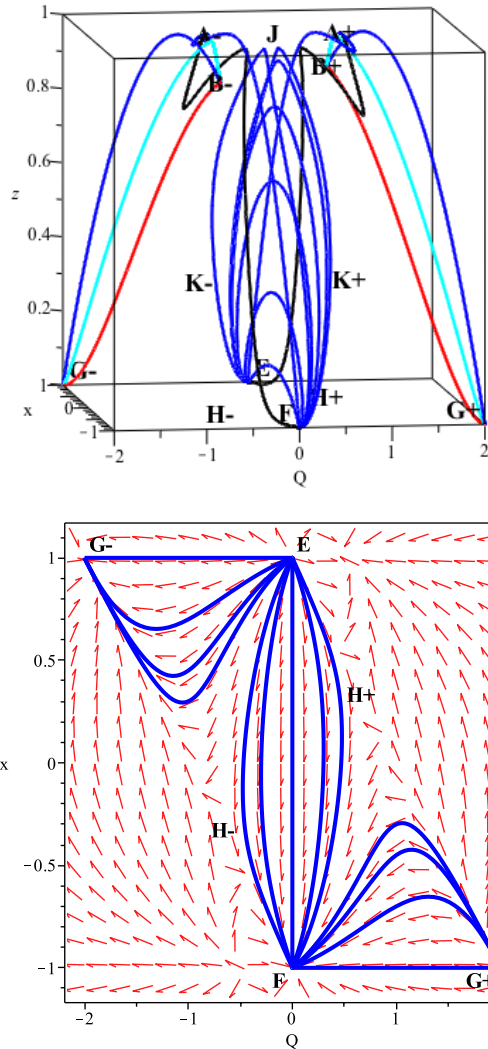 A- J A+
B- B+
1
0.8
0.6
z
0.4
K- K+
0.2
G- E
1
x 0 H- F H+ G+
-1
-2 -1 0 1 2
Q
G- E
1
0.5
H+
x 0
H-
-0.5
-1
F G+
-2 -1 0 1
Q